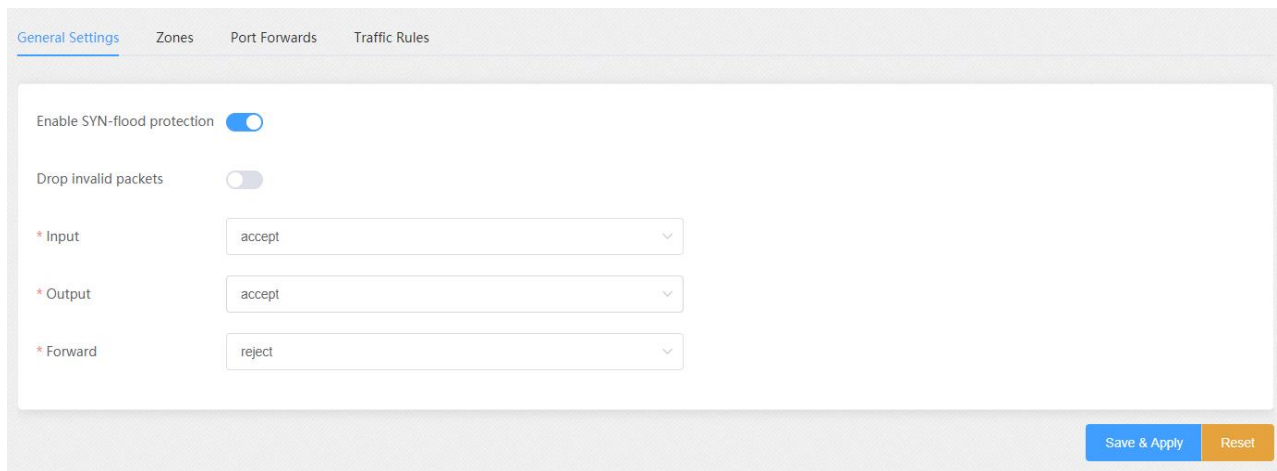 General Settings Zones Port Forwards Traffic Rules
Enable SYN-flood protection
Drop invalid packets
* Input accept
* Output accept
* Forward reject
Save & Apply Reset